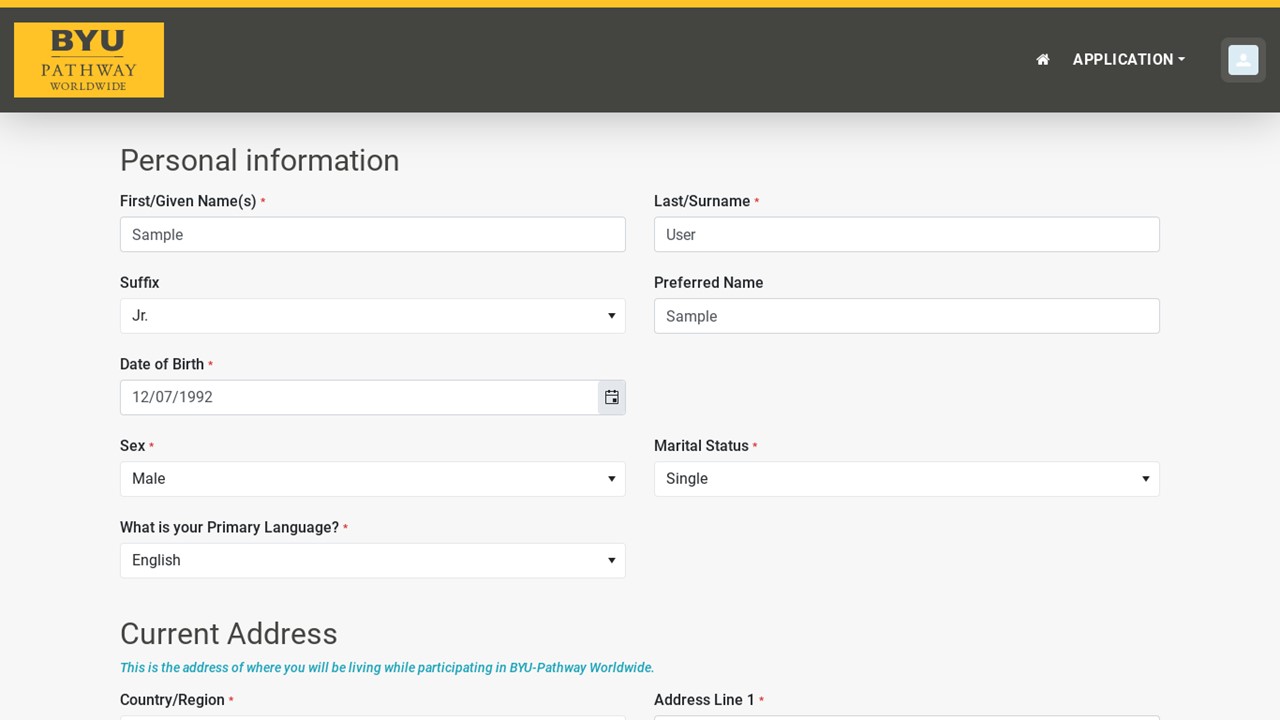 BYU
PATHWAY
WORLDWIDE
APPLICATION
Personal information
First/Given Name(s) *
Last/Surname *
Sample
User
Suffix
Preferred Name
Jr.
Sample
Date of Birth *
12/07/1992
Sex *
Marital Status *
Male
Single
What is your Primary Language? *
English
Current Address
This is the address of where you will be living while participating in BYU-Pathway Worldwide.
Country/Region *
Address Line 1 *